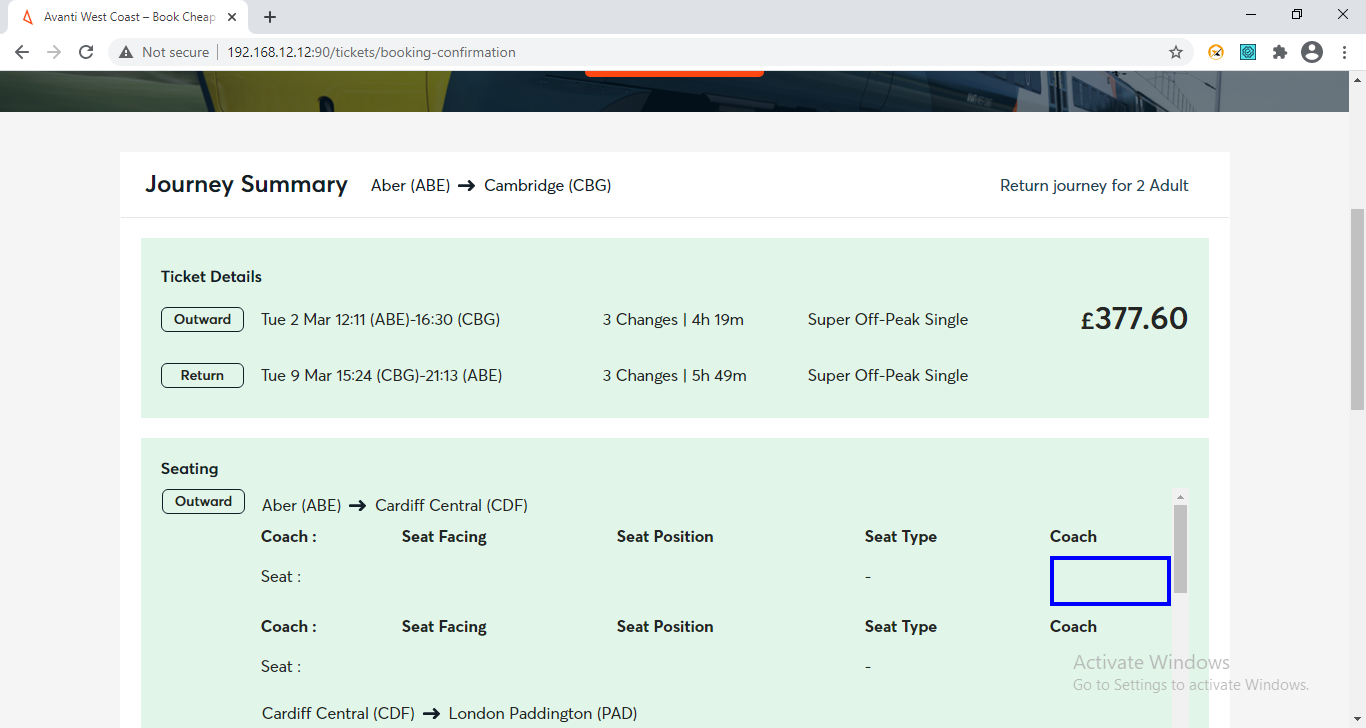 Avanti West Coast – Book Cheap
Not secure 192.168.12.12:90/tickets/booking-confirmation
Journey Summary Aber (ABE) → Cambridge (CBG) Return journey for 2 Adult
Ticket Details
Outward Tue 2 Mar 12:11 (ABE)-16:30 (CBG) 3 Changes | 4h 19m Super Off-Peak Single £377.60
Return Tue 9 Mar 15:24 (CBG)-21:13 (ABE) 3 Changes | 5h 49m Super Off-Peak Single
Seating
Outward Aber (ABE) → Cardiff Central (CDF)
Coach : Seat Facing Seat Position Seat Type Coach
Seat : -
Coach : Seat Facing Seat Position Seat Type Coach
Seat : -
Activate Windows
Go to Settings to activate Windows.
Cardiff Central (CDF) → London Paddington (PAD)